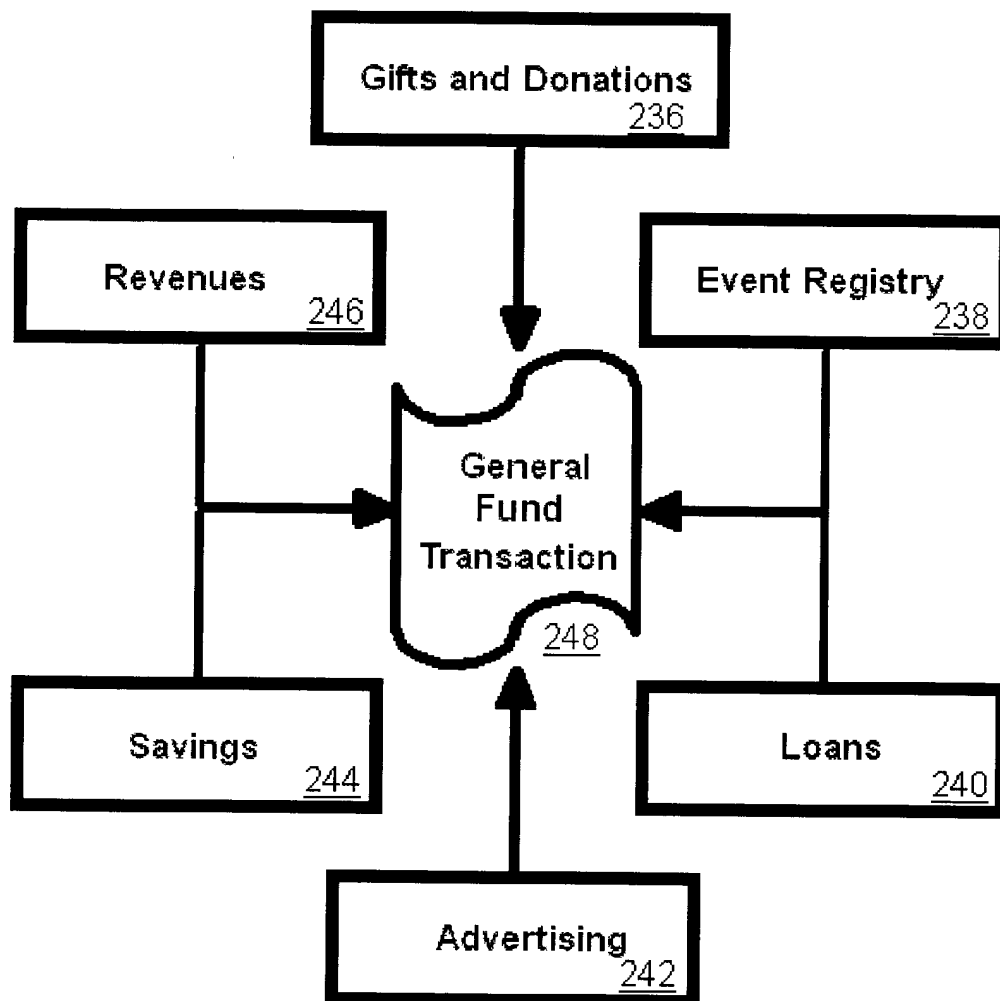 Gifts and Donations
236
Revenues
246
Event Registry
238
General
Fund
Transaction
248
Savings
244
Loans
240
Advertising
242